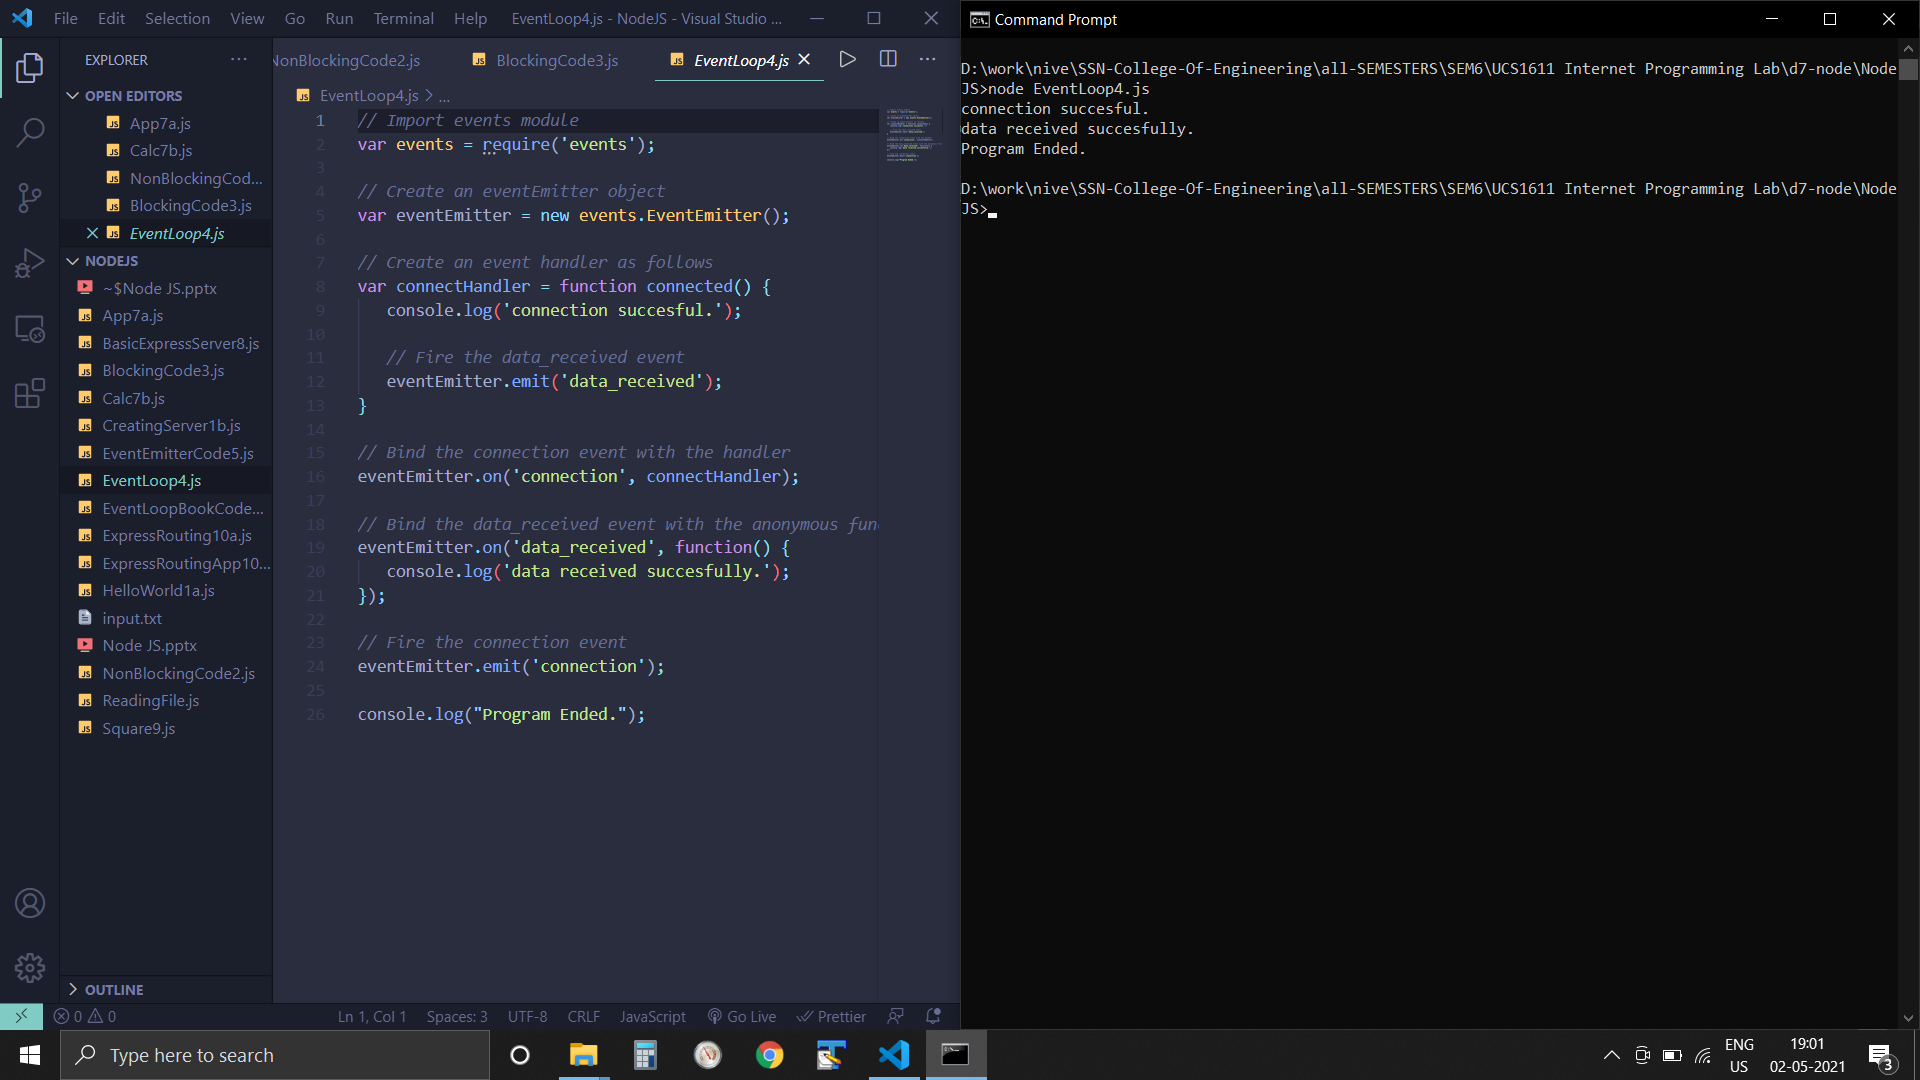 File Edit Selection View Go Run Terminal Help EventLoop4.js - NodeJS - Visual Studio ...
EXPLORER
OPEN EDITORS
App7a.js
Calc7b.js
NonBlockingCod...
BlockingCode3.js
EventLoop4.js
NODEJS
~$Node JS.pptx
App7a.js
BasicExpressServer8.js
BlockingCode3.js
Calc7b.js
CreatingServer1b.js
EventEmitterCode5.js
EventLoop4.js
EventLoopBookCode...
ExpressRouting10a.js
ExpressRoutingApp10...
HelloWorld1a.js
input.txt
Node JS.pptx
NonBlockingCode2.js
ReadingFile.js
Square9.js
OUTLINE
NonBlockingCode2.js BlockingCode3.js EventLoop4.js
EventLoop4.js > ...
1 // Import events module
2 var events = require('events');
3
4 // Create an eventEmitter object
5 var eventEmitter = new events.EventEmitter();
6
7 // Create an event handler as follows
8 var connectHandler = function connected() {
9 console.log('connection succesful.');
10
11 // Fire the data_received event
12 eventEmitter.emit('data_received');
13 }
14
15 // Bind the connection event with the handler
16 eventEmitter.on('connection', connectHandler);
17
18 // Bind the data_received event with the anonymous fun
19 eventEmitter.on('data_received', function() {
20 console.log('data received succesfully.');
21 });
22
23 // Fire the connection event
24 eventEmitter.emit('connection');
25
26 console.log("Program Ended.");
0 0 Ln 1, Col 1 Spaces: 3 UTF-8 CRLF JavaScript Go Live Prettier
Command Prompt
D:\work\nive\SSN-College-Of-Engineering\all-SEMESTERS\SEM6\UCS1611 Internet Programming Lab\d7-node\Node
JS>node EventLoop4.js
connection succesful.
data received succesfully.
Program Ended.
D:\work\nive\SSN-College-Of-Engineering\all-SEMESTERS\SEM6\UCS1611 Internet Programming Lab\d7-node\Node
JS>
Type here to search
ENG
US
19:01
02-05-2021
3